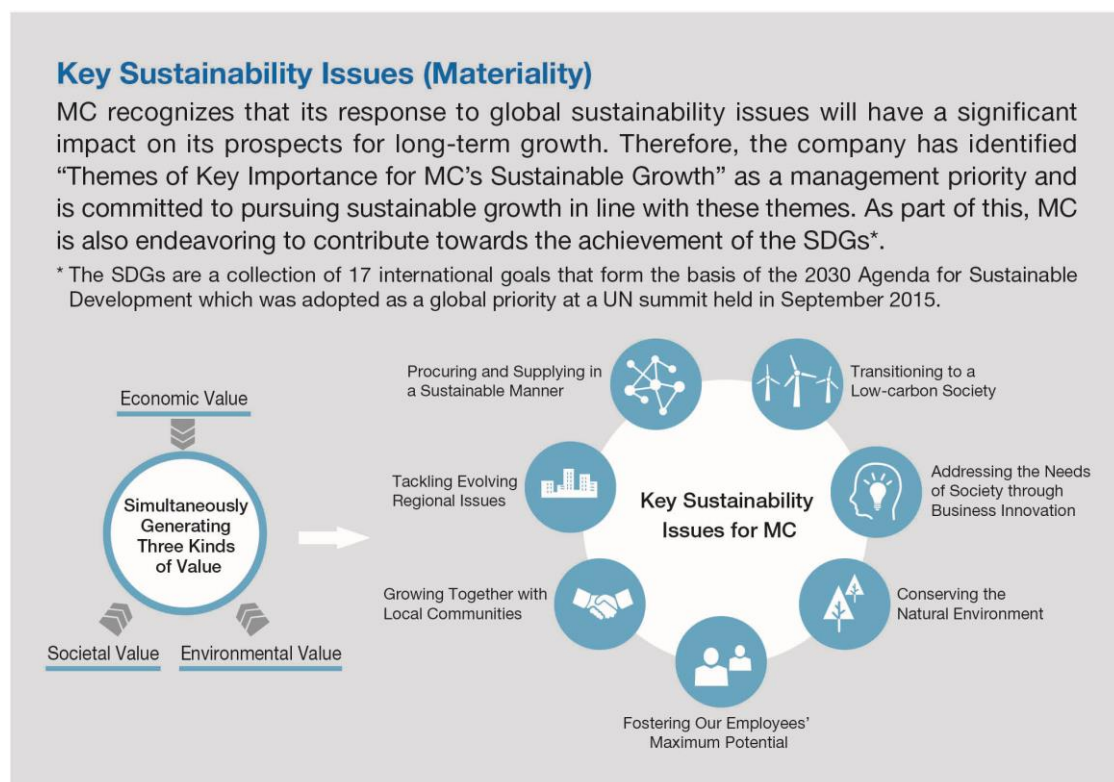 Key Sustainability Issues (Materiality)
MC recognizes that its response to global sustainability issues will have a significant
impact on its prospects for long-term growth. Therefore, the company has identified
“Themes of Key Importance for MC’s Sustainable Growth” as a management priority and
is committed to pursuing sustainable growth in line with these themes. As part of this, MC
is also endeavoring to contribute towards the achievement of the SDGs*.
* The SDGs are a collection of 17 international goals that form the basis of the 2030 Agenda for Sustainable
Development which was adopted as a global priority at a UN summit held in September 2015.
Economic Value
Simultaneously
Generating
Three Kinds
of Value
Societal Value
Environmental Value
Key Sustainability
Issues for MC
Procuring and Supplying in
a Sustainable Manner
Transitioning to a
Low-carbon Society
Tackling Evolving
Regional Issues
Addressing the Needs
of Society through
Business Innovation
Growing Together with
Local Communities
Conserving the
Natural Environment
Fostering Our Employees’
Maximum Potential